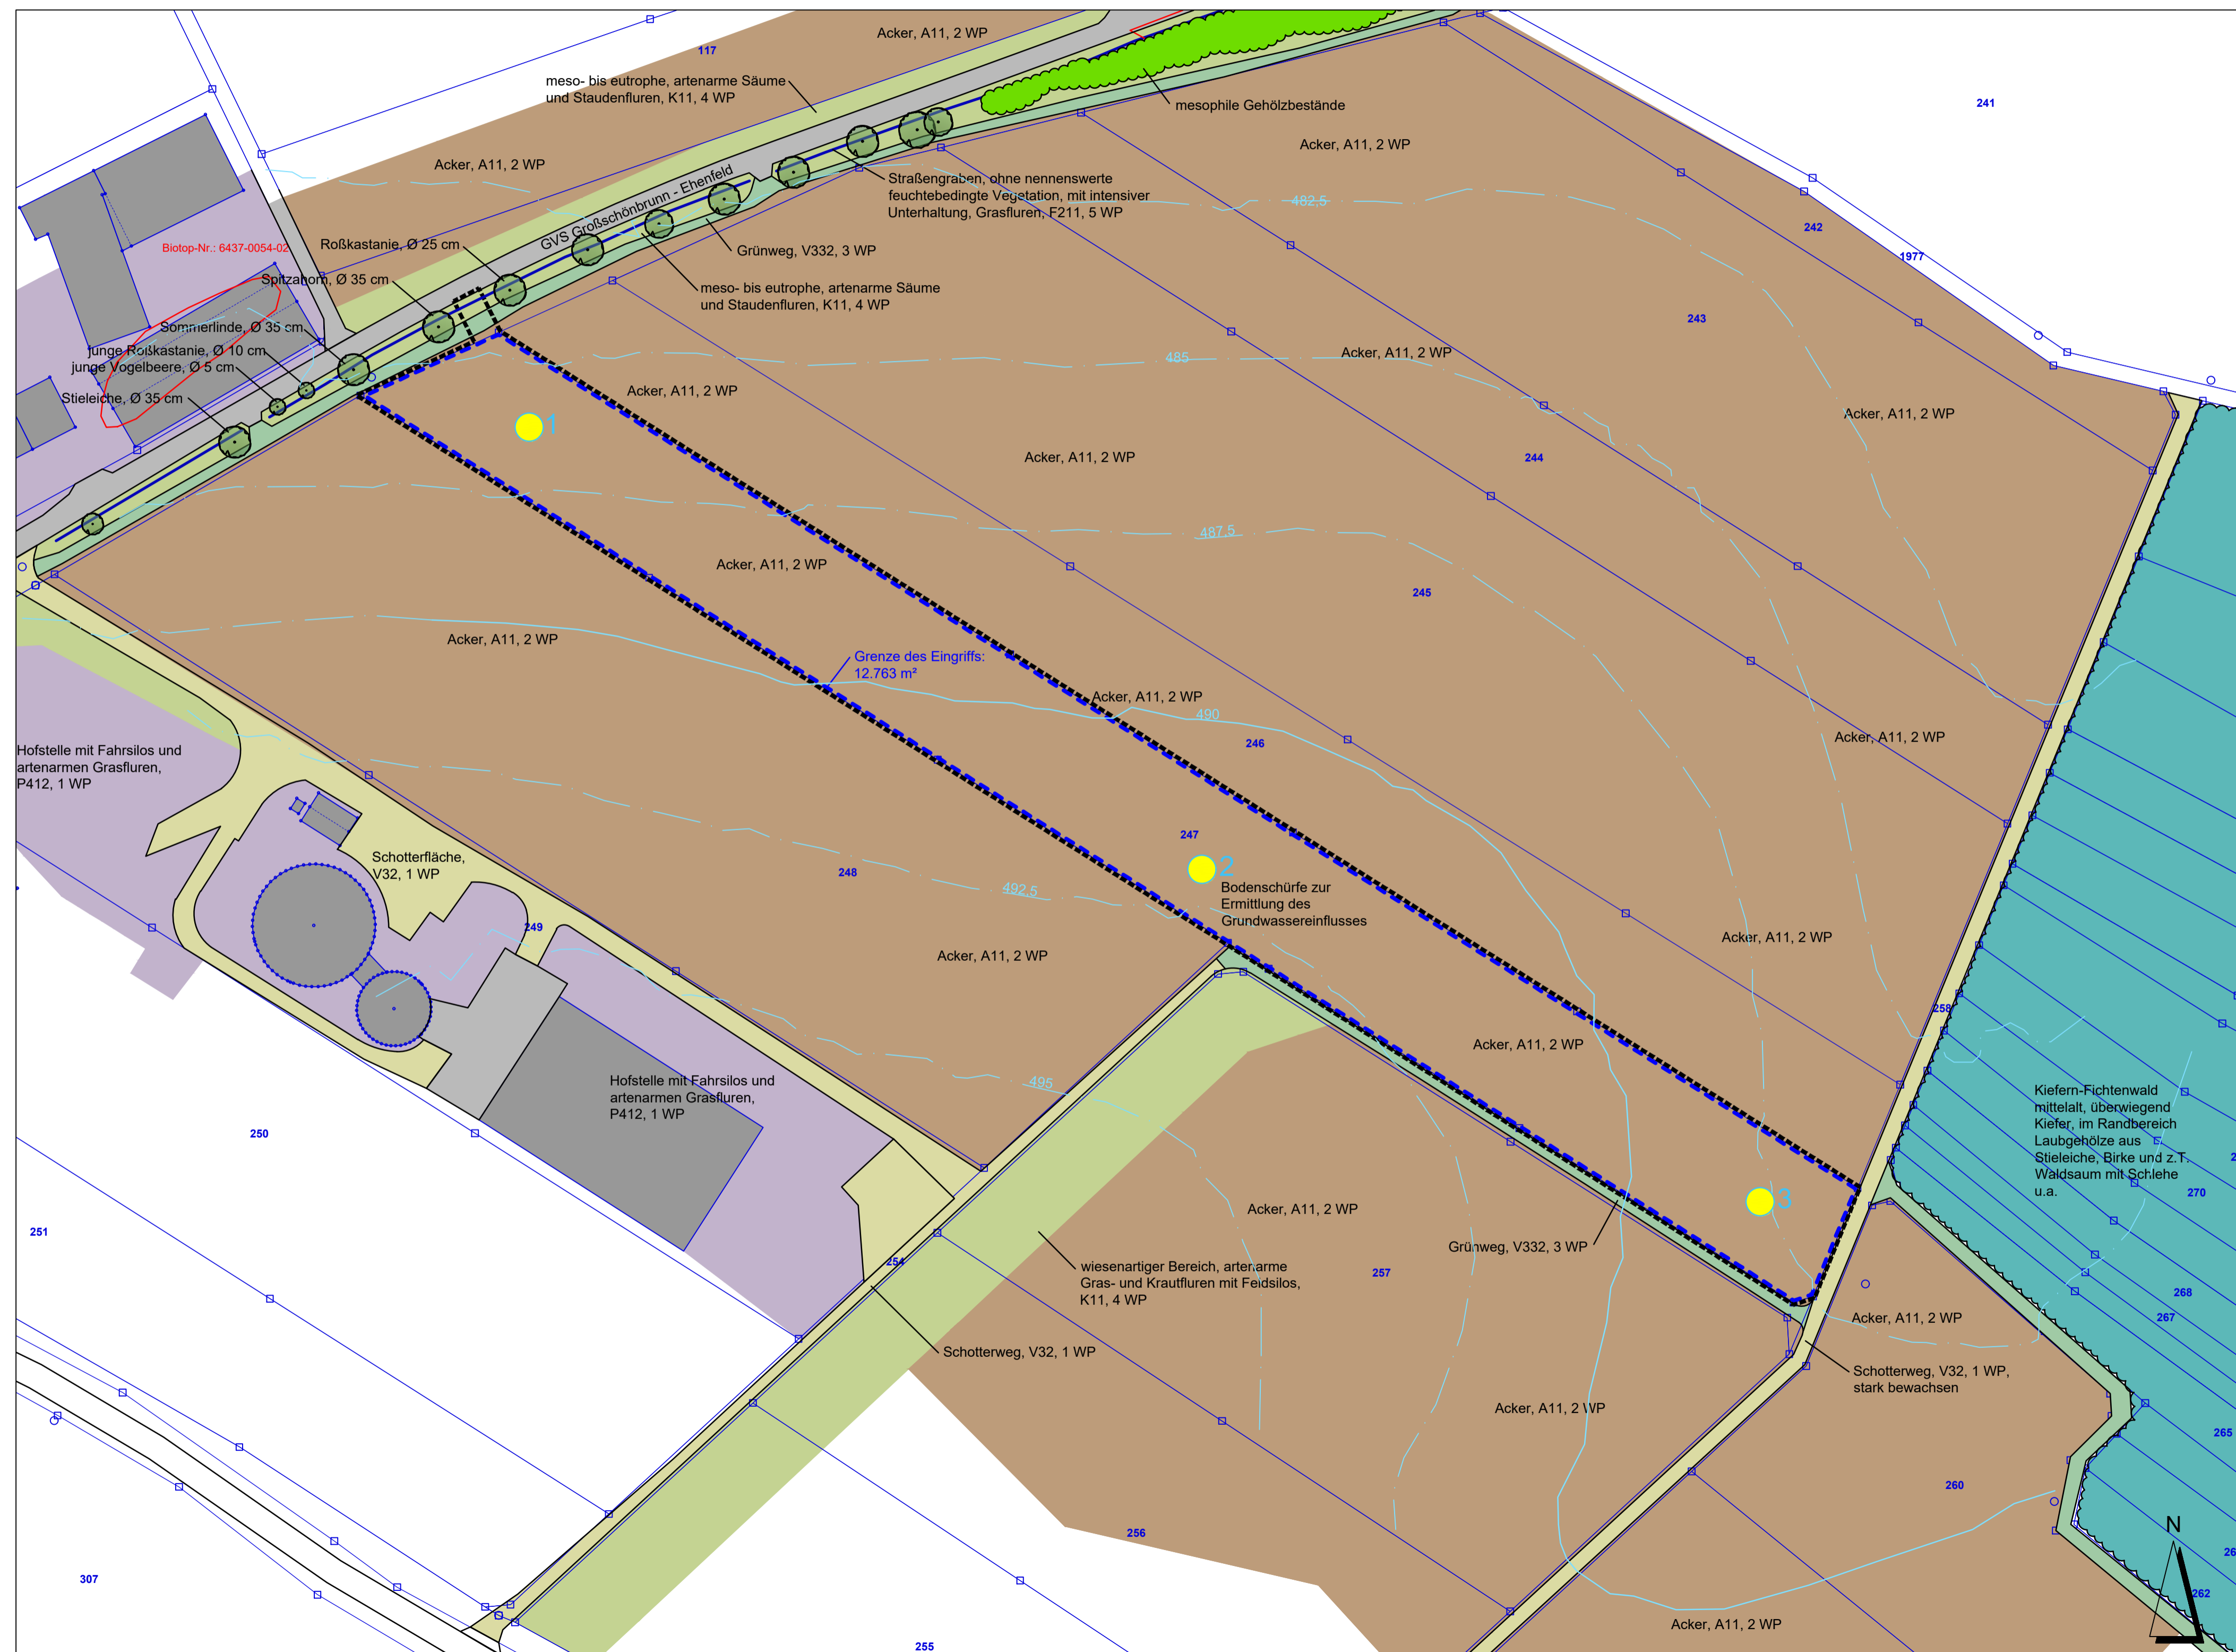 Acker, A11, 2 WP
117
241
meso- bis eutrophe, artenarme Säume
und Staudenfluren, K11, 4 WP
mesophile Gehölzbestände
Acker, A11, 2 WP
Acker, A11, 2 WP
Straßengraben, ohne nennenswerte
feuchtebedingte Vegetation, mit intensiver
Unterhaltung, Grasfluren, F211, 5 WP
482,5
GVS Großschönbrunn - Ehenfeld
242
1977
Biotop-Nr.: 6437-0054-02
Roßkastanie, Ø 25 cm
Grünweg, V332, 3 WP
Spitzahorn, Ø 35 cm
meso- bis eutrophe, artenarme Säume
und Staudenfluren, K11, 4 WP
243
Sommerlinde, Ø 35 cm
junge Roßkastanie, Ø 10 cm
junge Vogelbeere, Ø 5 cm
485
Acker, A11, 2 WP
Stieleiche, Ø 35 cm
Acker, A11, 2 WP
Acker, A11, 2 WP
1
Acker, A11, 2 WP
244
487,5
Acker, A11, 2 WP
245
Acker, A11, 2 WP
Grenze des Eingriffs:
12.763 m²
Acker, A11, 2 WP
490
246
Acker, A11, 2 WP
Hofstelle mit Fahrsilos und
artenarmen Grasfluren,
P412, 1 WP
247
Schotterfläche,
V32, 1 WP
248
2
492,5
Bodenschürfe zur
Ermittlung des
Grundwassereinflusses
249
Acker, A11, 2 WP
Acker, A11, 2 WP
258
Acker, A11, 2 WP
495
Hofstelle mit Fahrsilos und
artenarmen Grasfluren,
P412, 1 WP
Kiefern-Fichtenwald
mittelalt, überwiegend
Kiefer, im Randbereich
Laubgehölze aus
Stieleiche, Birke und z.T.
Waldsaum mit Schlehe
u.a.
250
270
3
Acker, A11, 2 WP
251
Grünweg, V332, 3 WP
254
wiesenartiger Bereich, artenarme
Gras- und Krautfluren mit Feldsilos,
K11, 4 WP
257
268
267
Acker, A11, 2 WP
Schotterweg, V32, 1 WP
Schotterweg, V32, 1 WP,
stark bewachsen
Acker, A11, 2 WP
265
260
256
N
307
262
Acker, A11, 2 WP
255